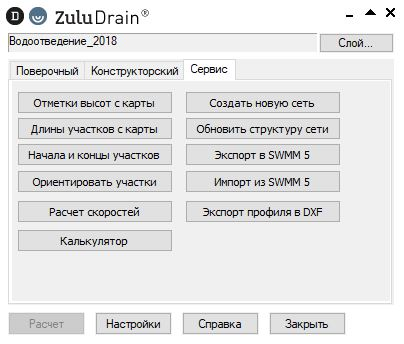 D ZuluDrain®
Водоотведение_2018 Слой...
Поверочный Конструкторский Сервис
Отметки высот с карты Создать новую сеть
Длины участков с карты Обновить структуру сети
Начала и концы участков Экспорт в SWMM 5
Ориентировать участки Импорт из SWMM 5
Расчет скоростей Экспорт профиля в DXF
Калькулятор
Расчет Настройки Справка Закрыть